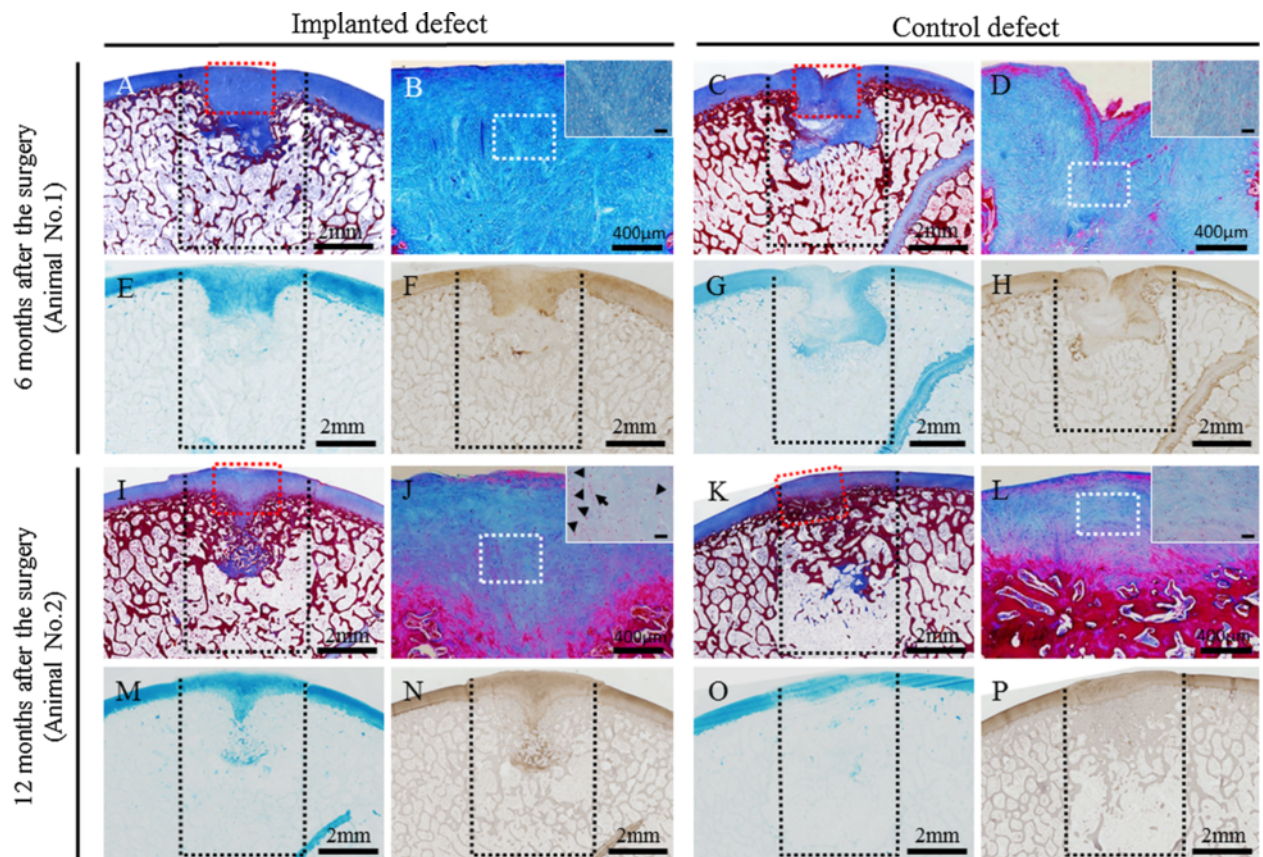 Implanted defect
Control defect
6 months after the surgery
(Animal No.1)
A
2mm
B
400μm
C
2mm
D
400μm
E
2mm
F
2mm
G
2mm
H
2mm
12 months after the surgery
(Animal No.2)
I
2mm
J
400μm
K
2mm
L
400μm
M
2mm
N
2mm
O
2mm
P
2mm